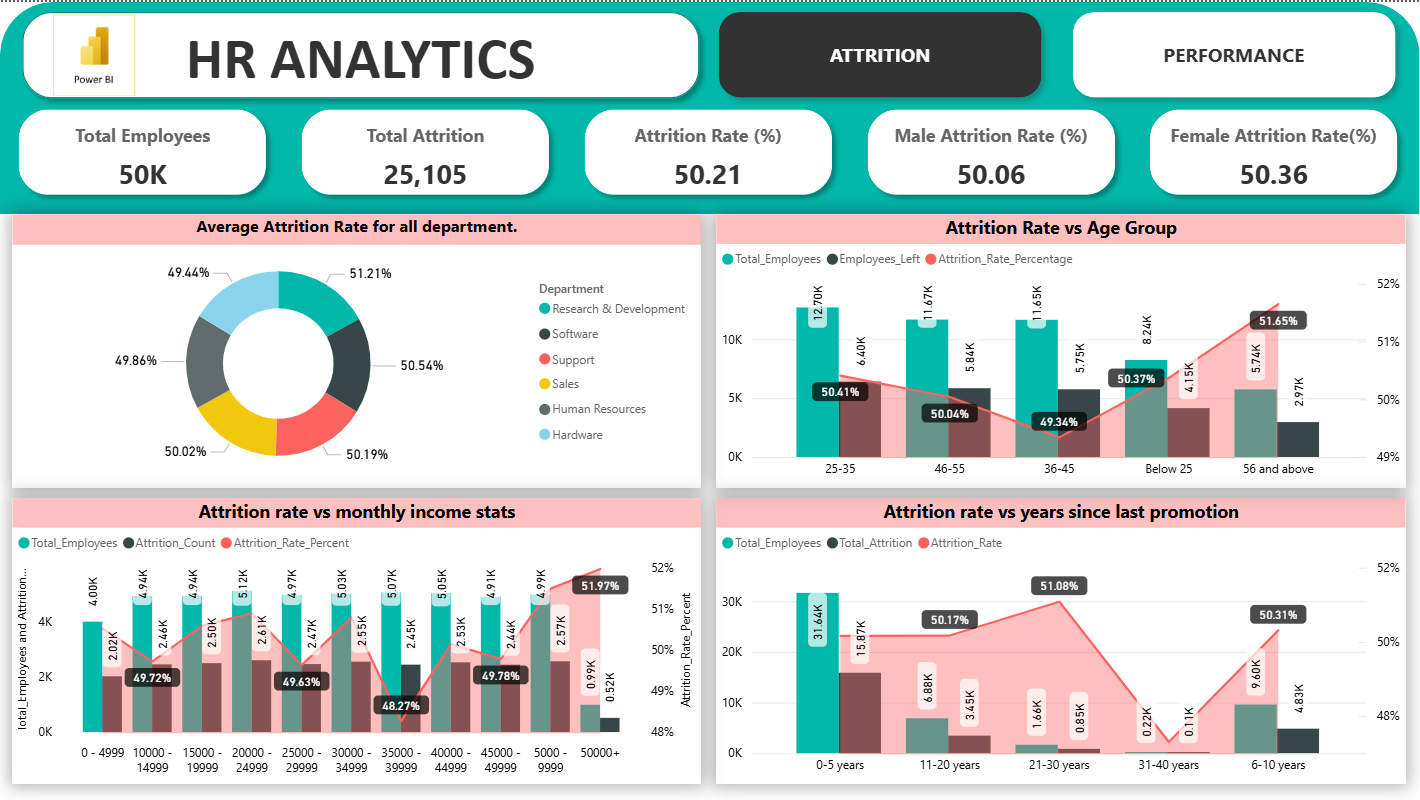 Power BI
HR ANALYTICS
ATTRITION
PERFORMANCE
Total Employees
50K
Total Attrition
25,105
Attrition Rate (%)
50.21
Male Attrition Rate (%)
50.06
Female Attrition Rate(%)
50.36
Average Attrition Rate for all department.
49.44%
51.21%
49.86%
50.54%
50.02%
50.19%
Department
Research & Development
Software
Support
Sales
Human Resources
Hardware
Attrition Rate vs Age Group
Total_Employees Employees_Left Attrition_Rate_Percentage
10K
5K
0K
12.70K
6.40K
11.67K
5.84K
11.65K
5.75K
8.24K
4.15K
5.74K
2.97K
50.41%
50.04%
49.34%
50.37%
51.65%
52%
51%
50%
49%
25-35
46-55
36-45
Below 25
56 and above
Attrition rate vs monthly income stats
Total_Employees Attrition_Count Attrition_Rate_Percent
Total_Employees and Attrition...
4K
2K
0K
4.00K
2.02K
4.94K
2.46K
4.94K
2.50K
5.12K
2.61K
4.97K
2.47K
5.03K
2.55K
5.07K
2.45K
5.05K
2.53K
4.91K
2.44K
4.99K
2.57K
0.99K
0.52K
49.72%
49.63%
48.27%
49.78%
51.97%
52%
51%
50%
49%
48%
Attrition_Rate_Percent
0 - 4999
10000 -
14999
15000 -
19999
20000 -
24999
25000 -
29999
30000 -
34999
35000 -
39999
40000 -
44999
45000 -
49999
5000 -
9999
50000+
Attrition rate vs years since last promotion
Total_Employees Total_Attrition Attrition_Rate
30K
20K
10K
0K
31.64K
15.87K
6.88K
3.45K
1.66K
0.85K
0.22K
0.11K
9.60K
4.83K
50.17%
51.08%
50.31%
52%
50%
48%
0-5 years
11-20 years
21-30 years
31-40 years
6-10 years